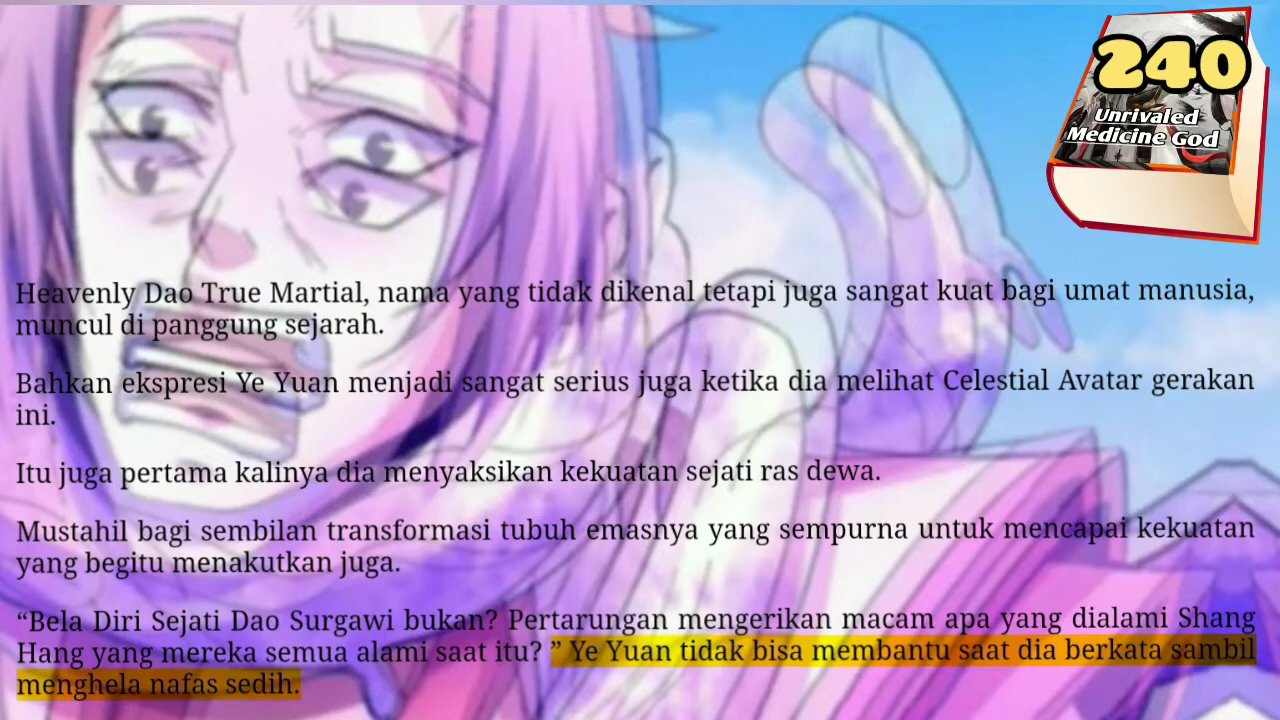 240
Unrivaled
Medicine God
Heavenly Dao True Martial, nama yang tidak dikenal tetapi juga sangat kuat bagi umat manusia,
muncul di panggung sejarah.
Bahkan ekspresi Ye Yuan menjadi sangat serius juga ketika dia melihat Celestial Avatar gerakan
ini.
Itu juga pertama kalinya dia menyaksikan kekuatan sejati ras dewa.
Mustahil bagi sembilan transformasi tubuh emasnya yang sempurna untuk mencapai kekuatan
yang begitu menakutkan juga.
“Bela Diri Sejati Dao Surgawi bukan? Pertarungan mengerikan macam apa yang dialami Shang
Hang yang mereka semua alami saat itu? ” Ye Yuan tidak bisa membantu saat dia berkata sambil
menghela nafas sedih.